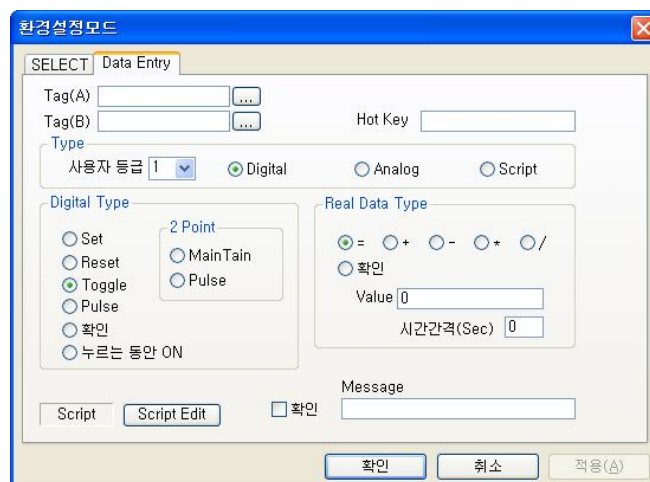 환경설정모드
SELECT Data Entry
Tag(A) ...
Tag(B) ... Hot Key
Type
사용자 등급 1 Digital Analog Script
Digital Type
2 Point
Set
Reset
Toggle
Pulse
확인
누르는 동안 ON
MainTain
Pulse
Real Data Type
= + - * /
확인
Value 0
시간간격(Sec) 0
Script Script Edit 확인 Message
확인 취소 적용(A)